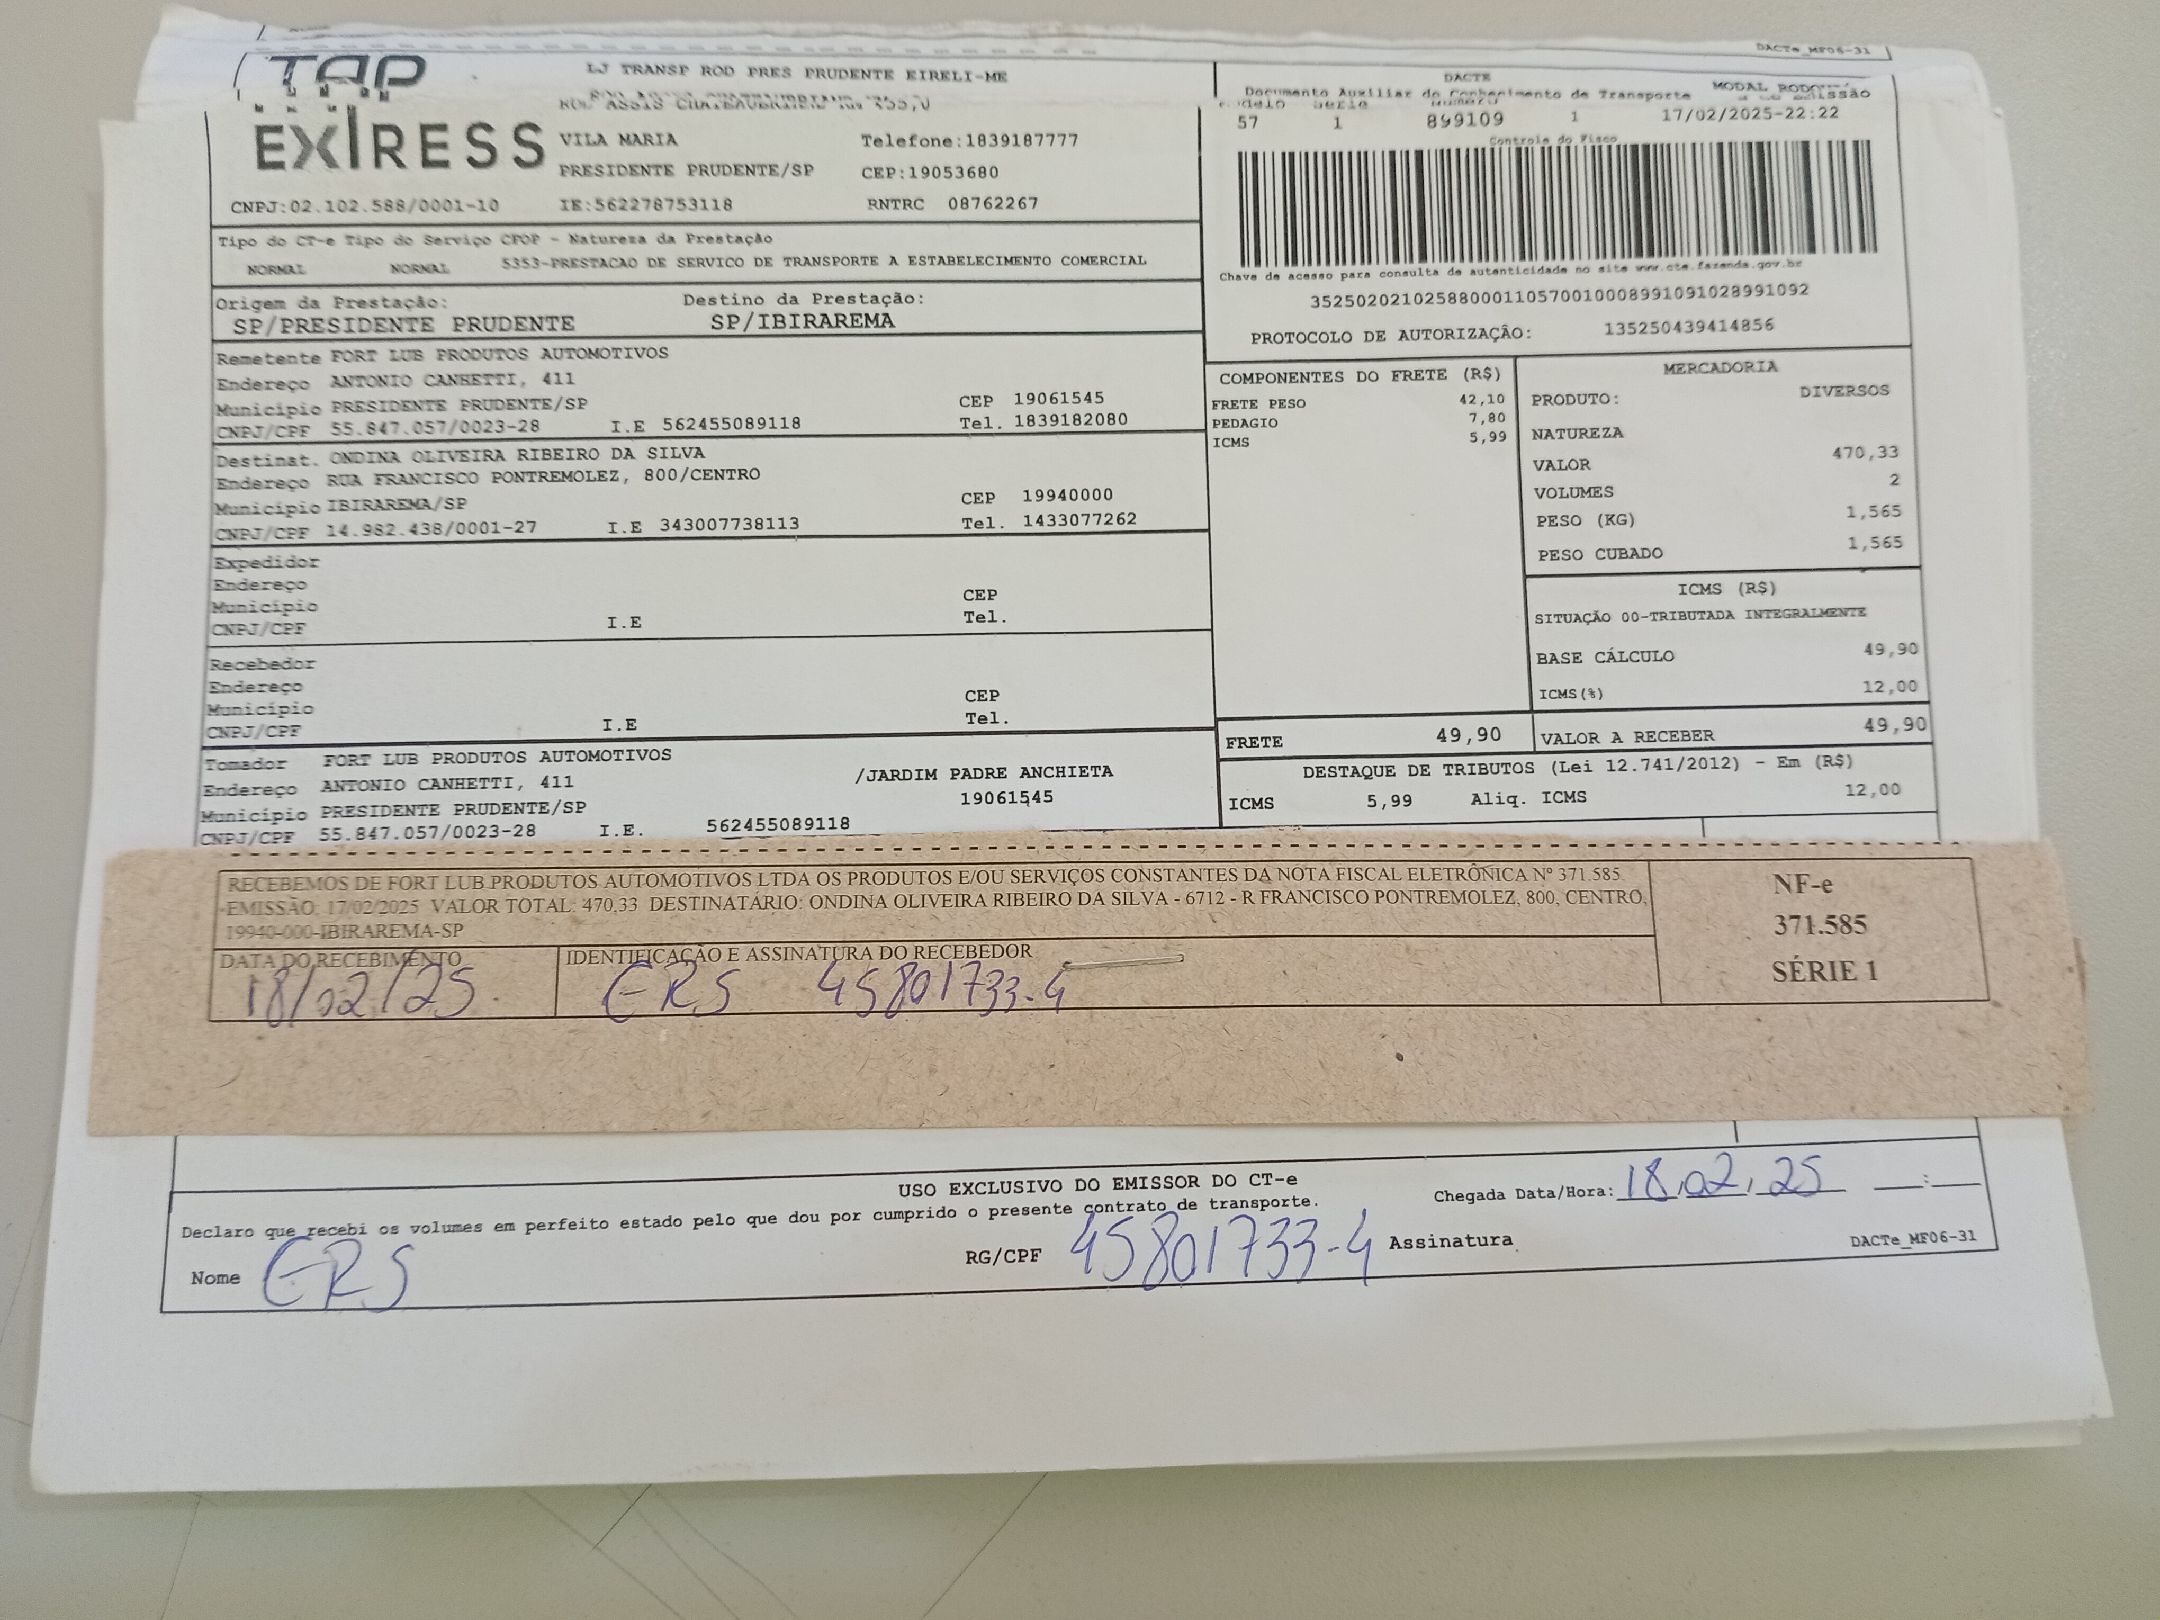 DACTe_MF06-31
TAP
EXPRESS
LJ TRANSP ROD PRES PRUDENTE EIRELI-ME
ROD ASSIS CHATEAUBRIAND
VILA MARIA Telefone:1839187777
PRESIDENTE PRUDENTE/SP CEP:19053680
CNPJ:02.102.588/0001-10 IE:562278753118 RNTRC 08762267
DACTE
Documento Auxiliar do Conhecimento de Transporte MODAL
Número Emissão
57 1 899109 1 17/02/2025-22:22
Controle do Fisco
Chave de acesso para consulta de autenticidade no site www.cte.fazenda.gov.br
35250202102588000110570010008991091028991092
PROTOCOLO DE AUTORIZAÇÃO: 135250439414856
Tipo do CT-e Tipo do Serviço CFOP - Natureza da Prestação
NORMAL NORMAL 5353-PRESTACAO DE SERVICO DE TRANSPORTE A ESTABELECIMENTO COMERCIAL
Origem da Prestação: Destino da Prestação:
SP/PRESIDENTE PRUDENTE SP/IBIRAREMA
Remetente FORT LUB PRODUTOS AUTOMOTIVOS
Endereço ANTONIO CANHETTI, 411
Município PRESIDENTE PRUDENTE/SP CEP 19061545
CNPJ/CPF 55.847.057/0023-28 I.E 562455089118 Tel. 1839182080
Destinat. ONDINA OLIVEIRA RIBEIRO DA SILVA
Endereço RUA FRANCISCO PONTREMOLEZ, 800/CENTRO
Município IBIRAREMA/SP CEP 19940000
CNPJ/CPF 14.982.438/0001-27 I.E 343007738113 Tel. 1433077262
Expedidor
Endereço
Município CEP
CNPJ/CPF I.E Tel.
Recebedor
Endereço
Município CEP
CNPJ/CPF I.E Tel.
Tomador FORT LUB PRODUTOS AUTOMOTIVOS
Endereço ANTONIO CANHETTI, 411 /JARDIM PADRE ANCHIETA
Município PRESIDENTE PRUDENTE/SP 19061545
CNPJ/CPF 55.847.057/0023-28 I.E. 562455089118
COMPONENTES DO FRETE (R$)
FRETE PESO 42,10
PEDAGIO 7,80
ICMS 5,99
MERCADORIA
PRODUTO: DIVERSOS
NATUREZA
VALOR 470,33
VOLUMES 2
PESO (KG) 1,565
PESO CUBADO 1,565
ICMS (R$)
SITUAÇÃO 00-TRIBUTADA INTEGRALMENTE
BASE CÁLCULO 49,90
ICMS(%) 12,00
FRETE 49,90 VALOR A RECEBER 49,90
DESTAQUE DE TRIBUTOS (Lei 12.741/2012) - Em (R$)
ICMS 5,99 Aliq. ICMS 12,00
RECEBEMOS DE FORT LUB PRODUTOS AUTOMOTIVOS LTDA OS PRODUTOS E/OU SERVIÇOS CONSTANTES DA NOTA FISCAL ELETRÔNICA Nº 371.585.
EMISSÃO: 17/02/2025 VALOR TOTAL: 470,33 DESTINATÁRIO: ONDINA OLIVEIRA RIBEIRO DA SILVA - 6712 - R FRANCISCO PONTREMOLEZ, 800, CENTRO,
19940-000-IBIRAREMA-SP
DATA DO RECEBIMENTO IDENTIFICAÇÃO E ASSINATURA DO RECEBEDOR
18/02/25 ERS 45801733-4
NF-e
371.585
SÉRIE 1
USO EXCLUSIVO DO EMISSOR DO CT-e
Declaro que recebi os volumes em perfeito estado pelo que dou por cumprido o presente contrato de transporte.
Chegada Data/Hora: 18,02,25 :
Nome ERS RG/CPF 45801733-4 Assinatura
DACTe_MF06-31